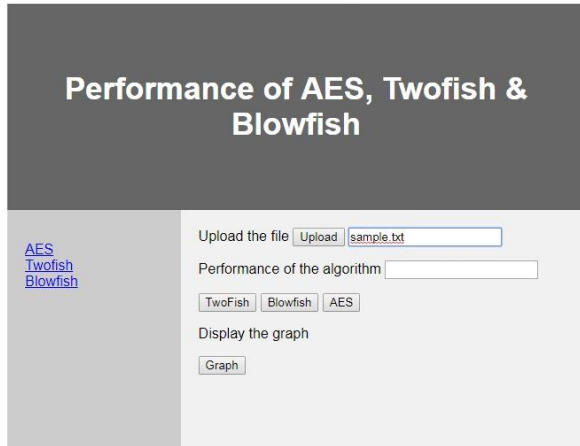 Performance of AES, Twofish &
Blowfish
AES
Twofish
Blowfish
Upload the file Upload sample.txt
Performance of the algorithm
TwoFish Blowfish AES
Display the graph
Graph